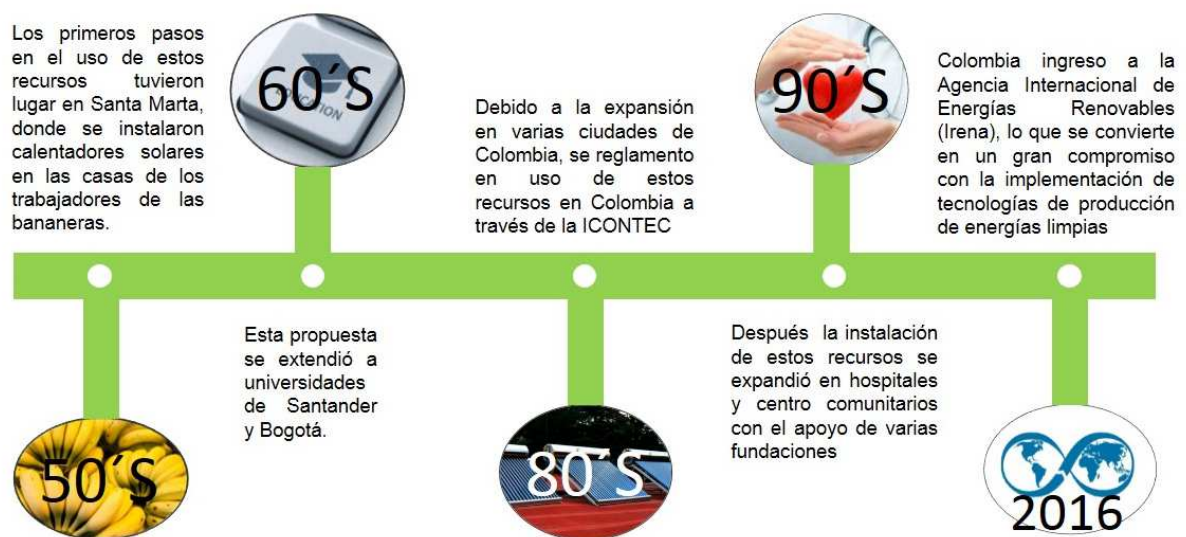 Los primeros pasos
en el uso de estos
recursos tuvieron
lugar en Santa Marta,
donde se instalaron
calentadores solares
en las casas de los
trabajadores de las
bananeras.
50´S
60´S
EDUCATION
Esta propuesta
se extendió a
universidades
de Santander
y Bogotá.
Debido a la expansión
en varias ciudades de
Colombia, se reglamento
en uso de estos
recursos en Colombia a
través de la ICONTEC
80´S
90´S
Después la instalación
de estos recursos se
expandió en hospitales
y centro comunitarios
con el apoyo de varias
fundaciones
Colombia ingreso a la
Agencia Internacional de
Energías Renovables
(Irena), lo que se convierte
en un gran compromiso
con la implementación de
tecnologías de producción
de energías limpias
2016